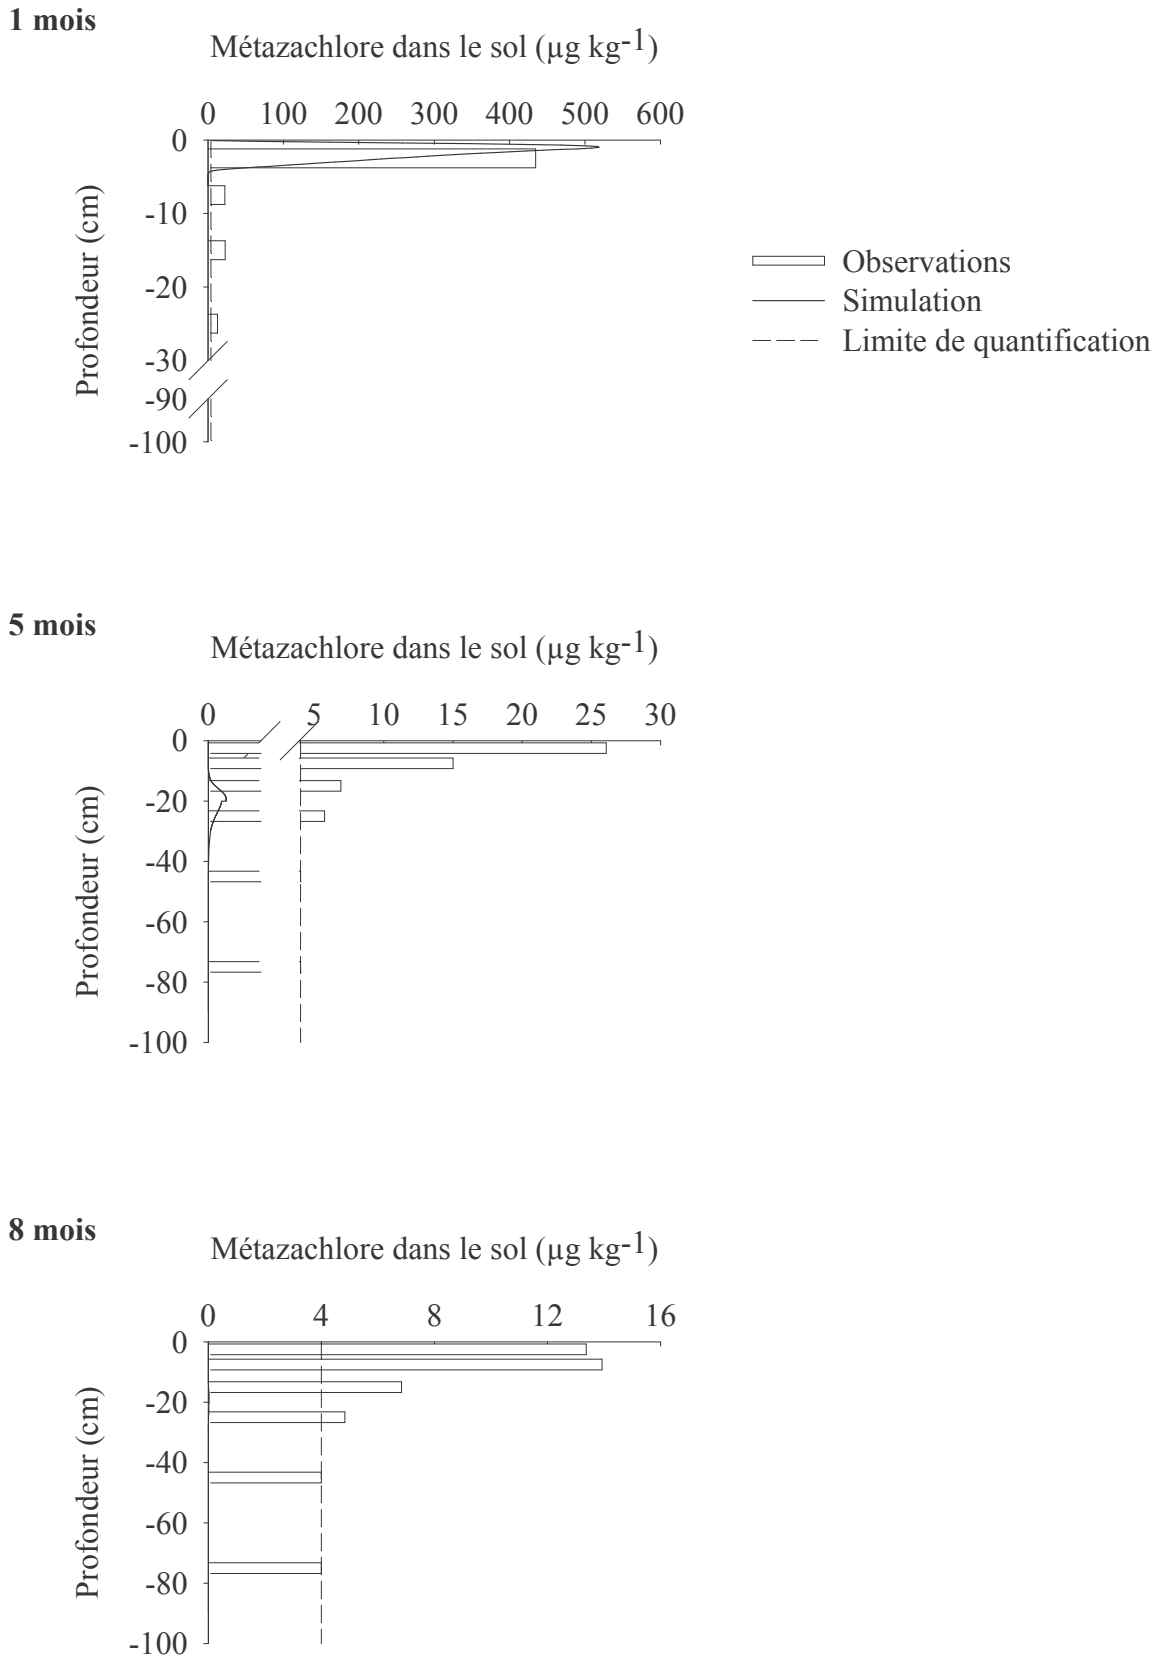 1 mois
Métazachlore dans le sol (µg kg-1)
0 100 200 300 400 500 600
Profondeur (cm)
0
-10
-20
-30
-90
-100
Observations
Simulation
Limite de quantification
5 mois
Métazachlore dans le sol (µg kg-1)
0 5 10 15 20 25 30
Profondeur (cm)
0
-20
-40
-60
-80
-100
8 mois
Métazachlore dans le sol (µg kg-1)
0 4 8 12 16
Profondeur (cm)
0
-20
-40
-60
-80
-100